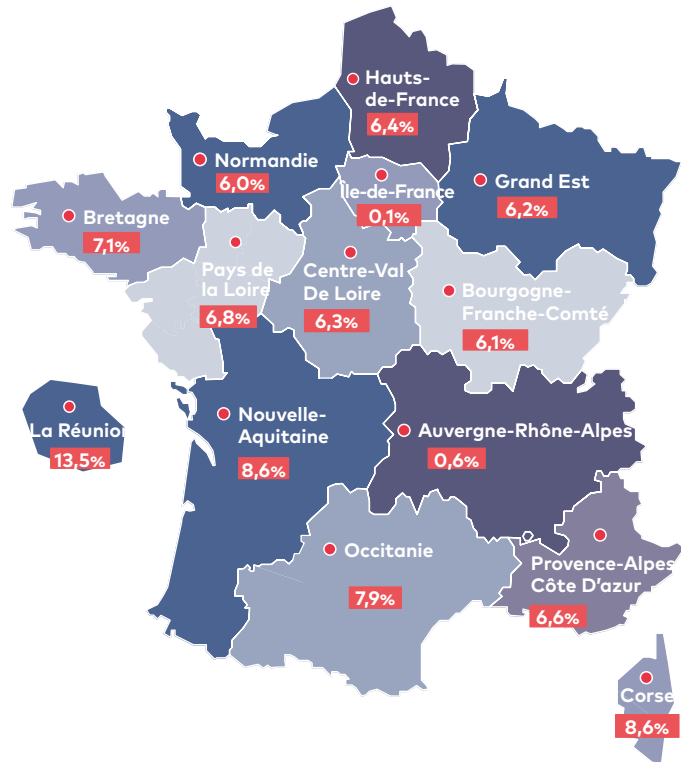 Hauts-
de-France
6,4%
Normandie
6,0%
Île-de-France
0,1%
Grand Est
6,2%
Bretagne
7,1%
Pays de
la Loire
6,8%
Centre-Val
De Loire
6,3%
Bourgogne-
Franche-Comté
6,1%
La Réunion
13,5%
Nouvelle-
Aquitaine
8,6%
Auvergne-Rhône-Alpes
0,6%
Occitanie
7,9%
Provence-Alpes
Côte D'azur
6,6%
Corse
8,6%